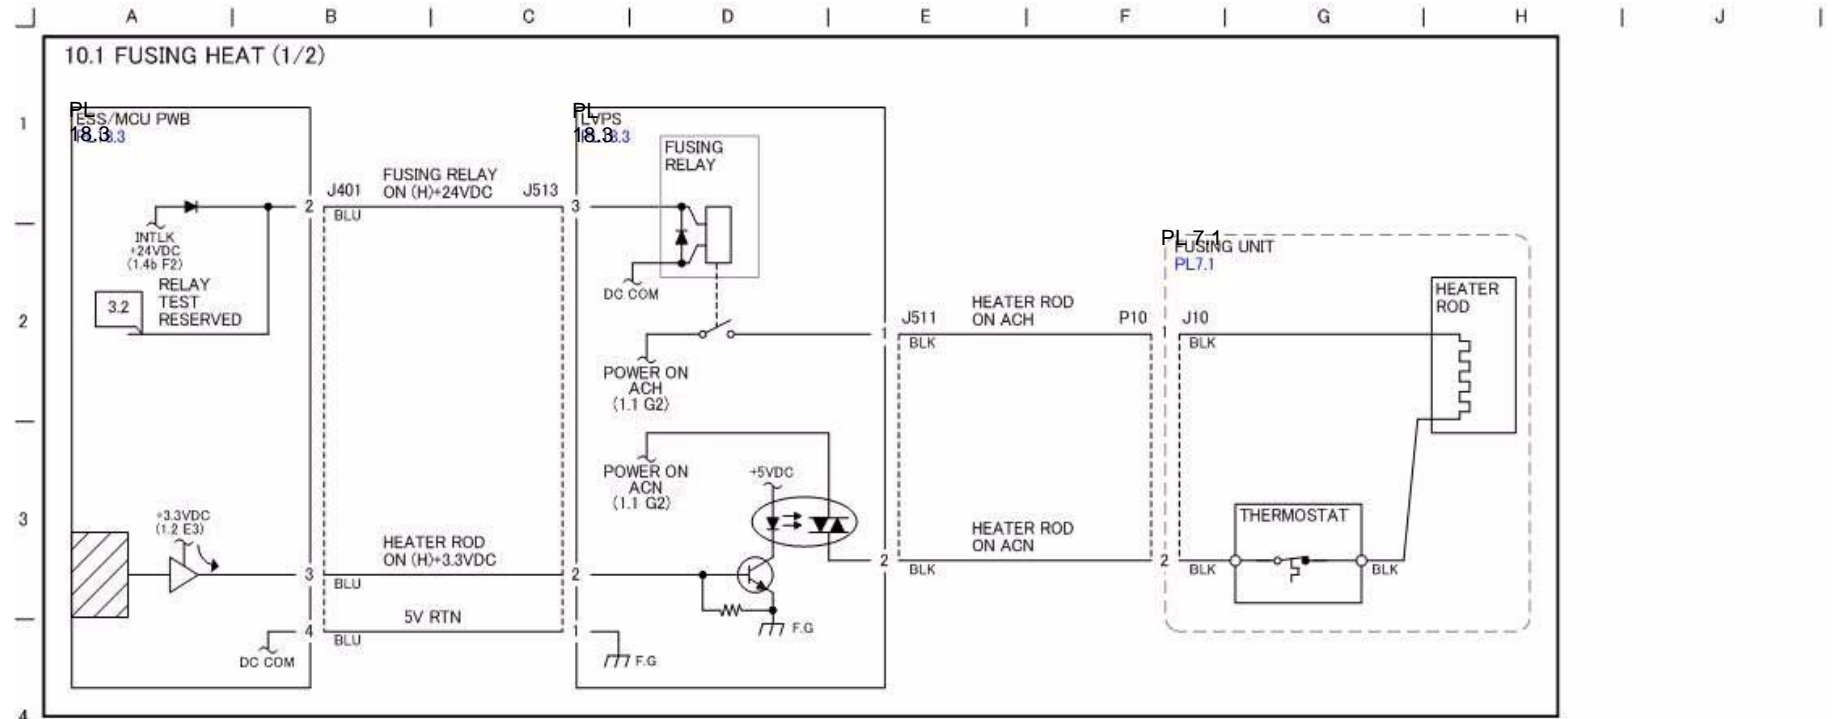 A B C D E F G H J
10.1 FUSING HEAT (1/2)
1
PL
ESS/MCU PWB
18.3
PL
LVPS
18.3
FUSING
RELAY
J401
FUSING RELAY
ON (H)+24VDC
J513
2
BLU
3
INTLK
+24VDC
(1.4b F2)
3.2
RELAY
TEST
RESERVED
DC COM
PL 7.1
FUSING UNIT
PL7.1
HEATER
ROD
2
1
J511
HEATER ROD
ON ACH
P10
1
J10
BLK
BLK
POWER ON
ACH
(1.1 G2)
POWER ON
ACN
(1.1 G2)
+5VDC
3
+3.3VDC
(1.2 E3)
HEATER ROD
ON (H)+3.3VDC
3
BLU
2
HEATER ROD
ON ACN
2
BLK
2
BLK
THERMOSTAT
BLK
5V RTN
4
BLU
1
DC COM
F.G
F.G
4